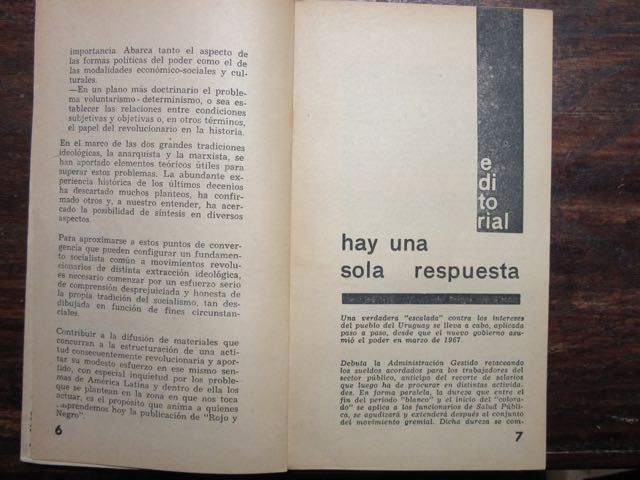 importancia. Abarca tanto el aspecto de
las formas políticas del poder como el de
las modalidades económico-sociales y cul-
turales.
—En un plano más doctrinario el proble-
ma voluntarismo - determinismo, o sea es-
tablecer las relaciones entre condiciones
subjetivas y objetivas o, en otros términos,
el papel del revolucionario en la historia.
En el marco de las dos grandes tradiciones
ideológicas, la anarquista y la marxista, se
han aportado elementos teóricos útiles para
superar estos problemas. La abundante ex-
periencia histórica de los últimos decenios
ha descartado muchos planteos, ha confir-
mado otros y, a nuestro entender, ha acer-
cado la posibilidad de síntesis en diversos
aspectos.
Para aproximarse a estos puntos de conver-
gencia que pueden configurar un fundamen-
to socialista común a movimientos revolu-
cionarios de distinta extracción ideológica,
es necesario comenzar por un esfuerzo serio
de comprensión desprejuiciada y honesta de
la propia tradición del socialismo, tan des-
dibujada en función de fines circunstan-
ciales.
Contribuir a la difusión de materiales que
concurran a la estructuración de una acti-
tud consecuentemente revolucionaria y apor-
tar su modesto esfuerzo en ese mismo sen-
tido, con especial inquietud por los proble-
mas de América Latina y dentro de ella los
que se plantean en la zona en que nos toca
actuar, es el propósito que anima a quienes
emprendemos hoy la publicación de "Rojo y
Negro".
6
e
di
to
rial
hay una
sola respuesta
Una verdadera "escalada" contra los intereses
del pueblo del Uruguay se lleva a cabo, aplicada
paso a paso, desde que el nuevo gobierno asu-
mió el poder en marzo de 1967.
Debuta la Administración Gestido retaceando
los sueldos acordados para los trabajadores del
sector público, anticipo del recorte de salarios
que luego ha de procurar en distintas activida-
des. En forma paralela, la dureza que entre el
fin del período "blanco" y el inicio del "colora-
do" se aplica a los funcionarios de Salud Públi-
ca, se agudizará y extenderá después al conjunto
del movimiento gremial. Dicha dureza se com-
7